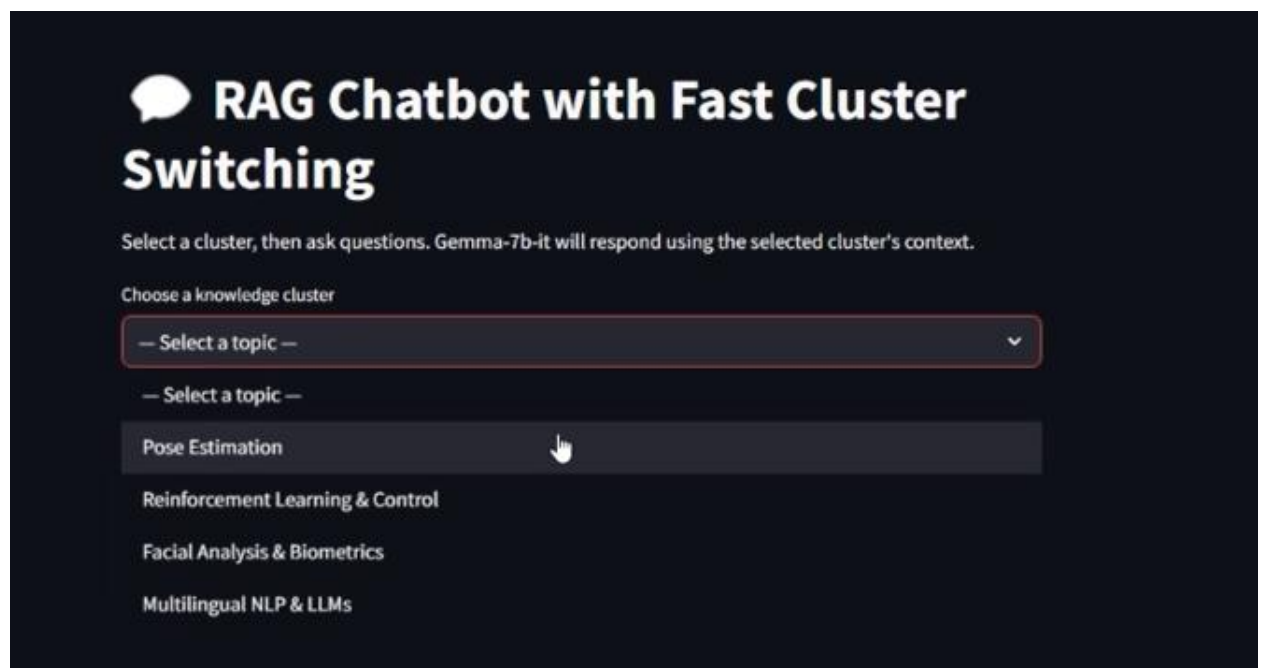 RAG Chatbot with Fast Cluster
Switching
Select a cluster, then ask questions. Gemma-7b-it will respond using the selected cluster's context.
Choose a knowledge cluster
— Select a topic —
— Select a topic —
Pose Estimation
Reinforcement Learning & Control
Facial Analysis & Biometrics
Multilingual NLP & LLMs